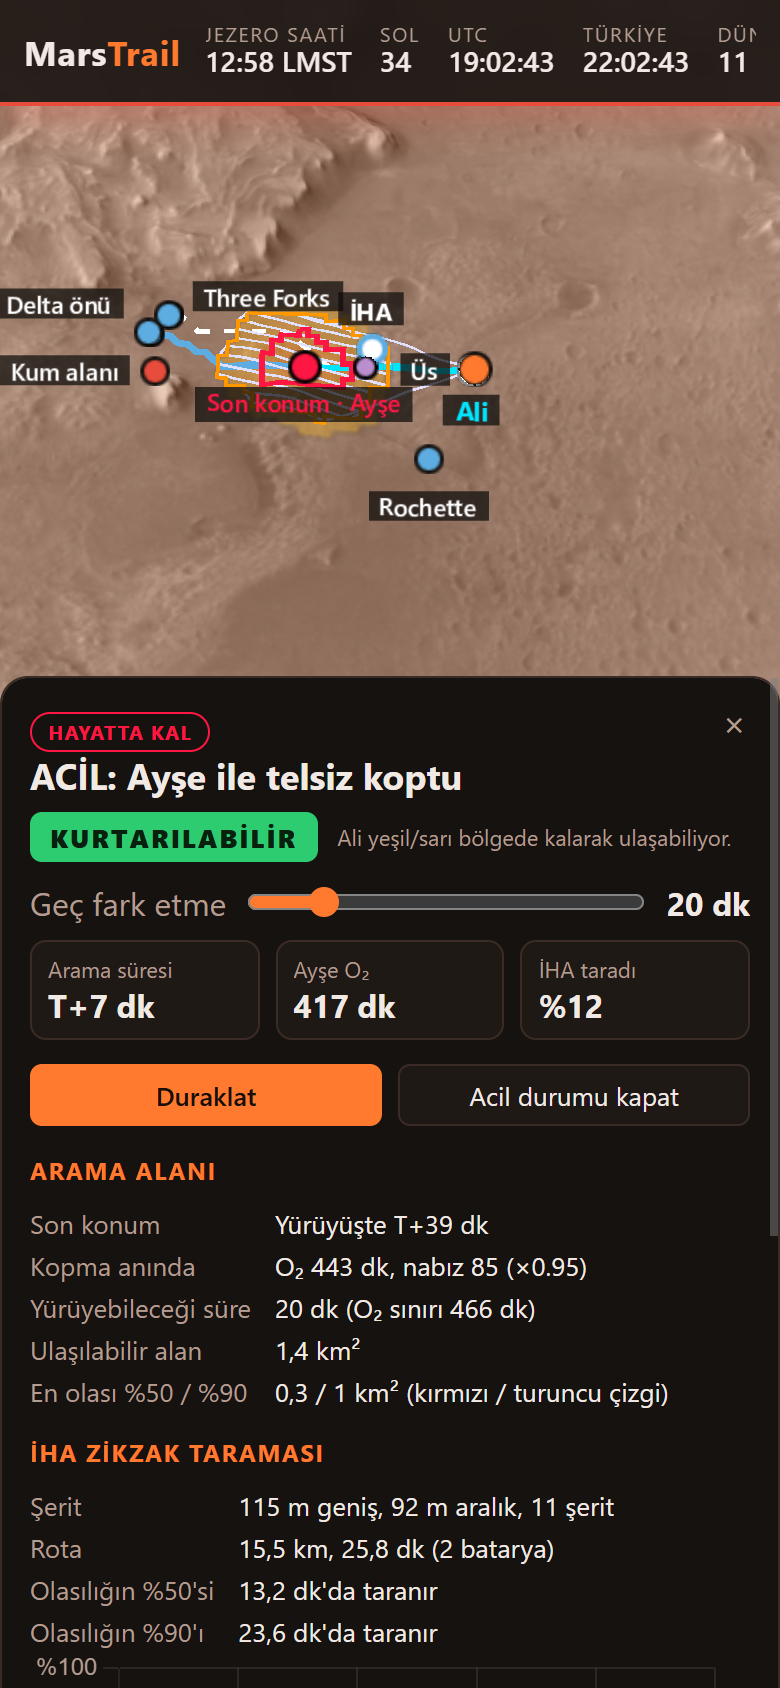 MarsTrail
JEZERO SAATİ
12:58 LMST
SOL
34
UTC
19:02:43
TÜRKİYE
22:02:43
11
Delta önü
Three Forks
İHA
Kum alanı
Üs
Son konum · Ayşe
Ali
Rochette
HAYATTA KAL
×
ACİL: Ayşe ile telsiz koptu
KURTARILABİLİR
Ali yeşil/sarı bölgede kalarak ulaşabiliyor.
Geç fark etme
20 dk
Arama süresi
T+7 dk
Ayşe O₂
417 dk
İHA taradı
%12
Duraklat
Acil durumu kapat
ARAMA ALANI
Son konum Yürüyüşte T+39 dk
Kopma anında O₂ 443 dk, nabız 85 (×0.95)
Yürüyebileceği süre 20 dk (O₂ sınırı 466 dk)
Ulaşılabilir alan 1,4 km²
En olası %50 / %90 0,3 / 1 km² (kırmızı / turuncu çizgi)
İHA ZİKZAK TARAMASI
Şerit 115 m geniş, 92 m aralık, 11 şerit
Rota 15,5 km, 25,8 dk (2 batarya)
Olasılığın %50'si 13,2 dk'da taranır
Olasılığın %90'ı 23,6 dk'da taranır
%100